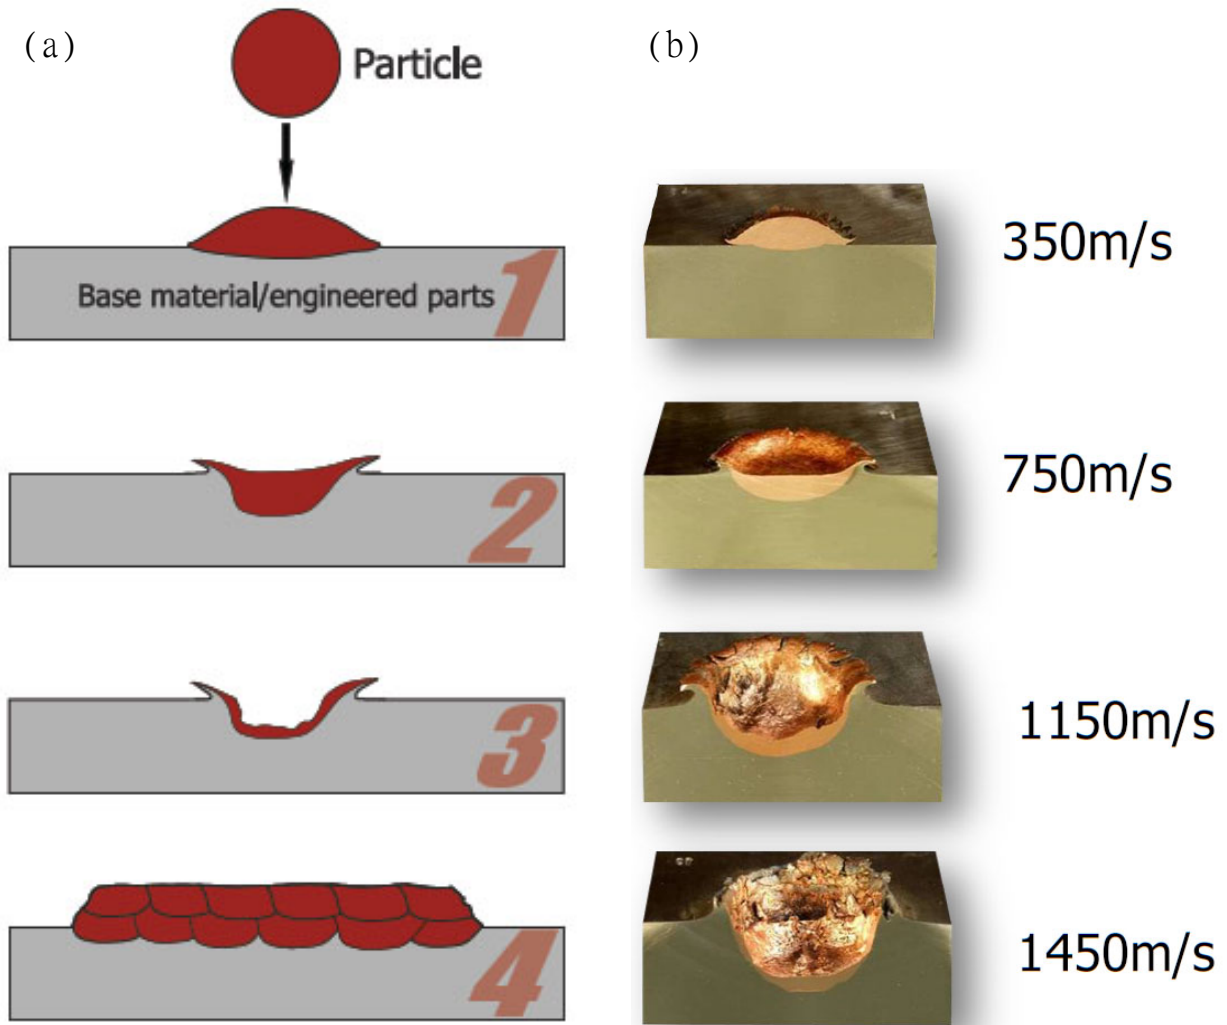 (a)
Particle
Base material/engineered parts
1
2
3
4
(b)
350m/s
750m/s
1150m/s
1450m/s